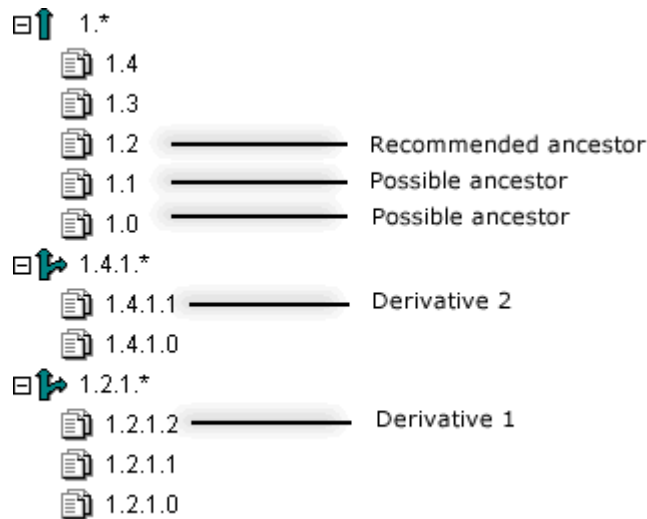 1.*
1.4
1.3
1.2 Recommended ancestor
1.1 Possible ancestor
1.0 Possible ancestor
1.4.1.*
1.4.1.1 Derivative 2
1.4.1.0
1.2.1.*
1.2.1.2 Derivative 1
1.2.1.1
1.2.1.0